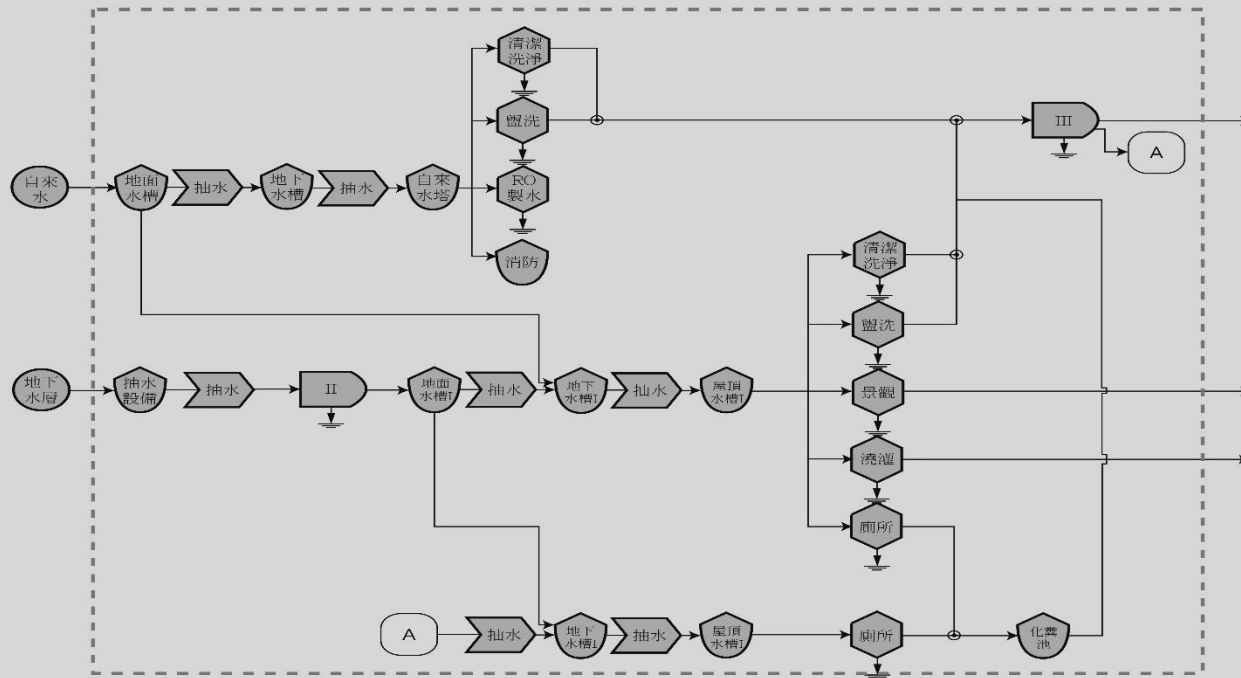 清潔
洗淨
盥洗
III
A
自來
水
地面
水槽
抽水
地下
水槽
抽水
自來
水塔
RO
製水
消防
清潔
洗淨
盥洗
地下
水層
抽水
設備
抽水
II
地面
水槽I
抽水
地下
水槽I
抽水
屋頂
水槽I
景觀
澆灌
廁所
A
抽水
地下
水槽I
抽水
屋頂
水槽I
廁所
化糞
池